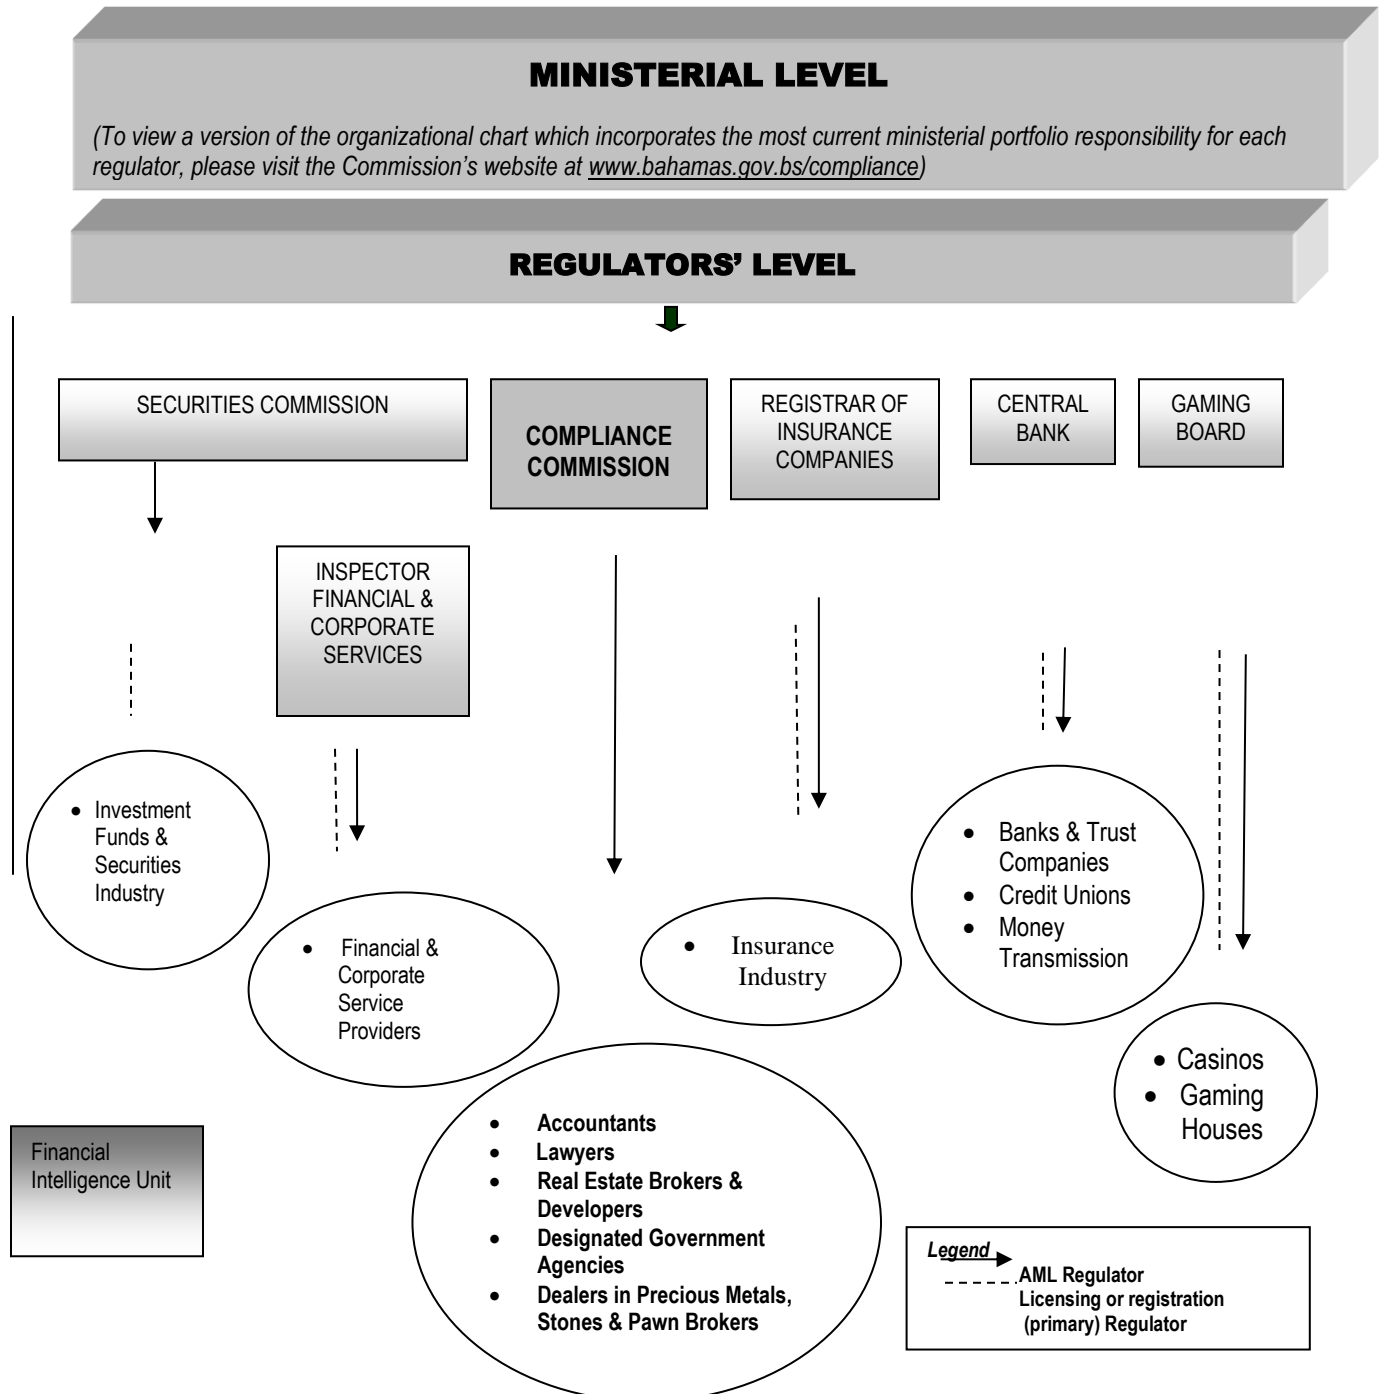 MINISTERIAL LEVEL
(To view a version of the organizational chart which incorporates the most current ministerial portfolio responsibility for each
regulator, please visit the Commission’s website at www.bahamas.gov.bs/compliance)
REGULATORS’ LEVEL
SECURITIES COMMISSION
COMPLIANCE
COMMISSION
REGISTRAR OF
INSURANCE
COMPANIES
CENTRAL
BANK
GAMING
BOARD
INSPECTOR
FINANCIAL &
CORPORATE
SERVICES
• Investment
Funds &
Securities
Industry
• Financial &
Corporate
Service
Providers
• Insurance
Industry
• Banks & Trust
Companies
• Credit Unions
• Money
Transmission
• Casinos
• Gaming
Houses
• Accountants
• Lawyers
• Real Estate Brokers &
Developers
• Designated Government
Agencies
• Dealers in Precious Metals,
Stones & Pawn Brokers
Financial
Intelligence Unit
Legend
AML Regulator
Licensing or registration
(primary) Regulator